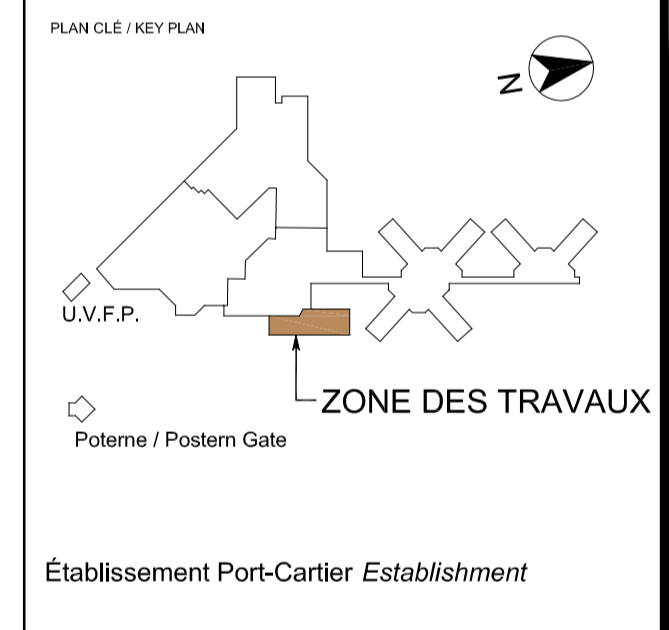 PLAN CLÉ / KEY PLAN
N
U.V.F.P.
ZONE DES TRAVAUX
Poterne / Postern Gate
Établissement Port-Cartier Establishment